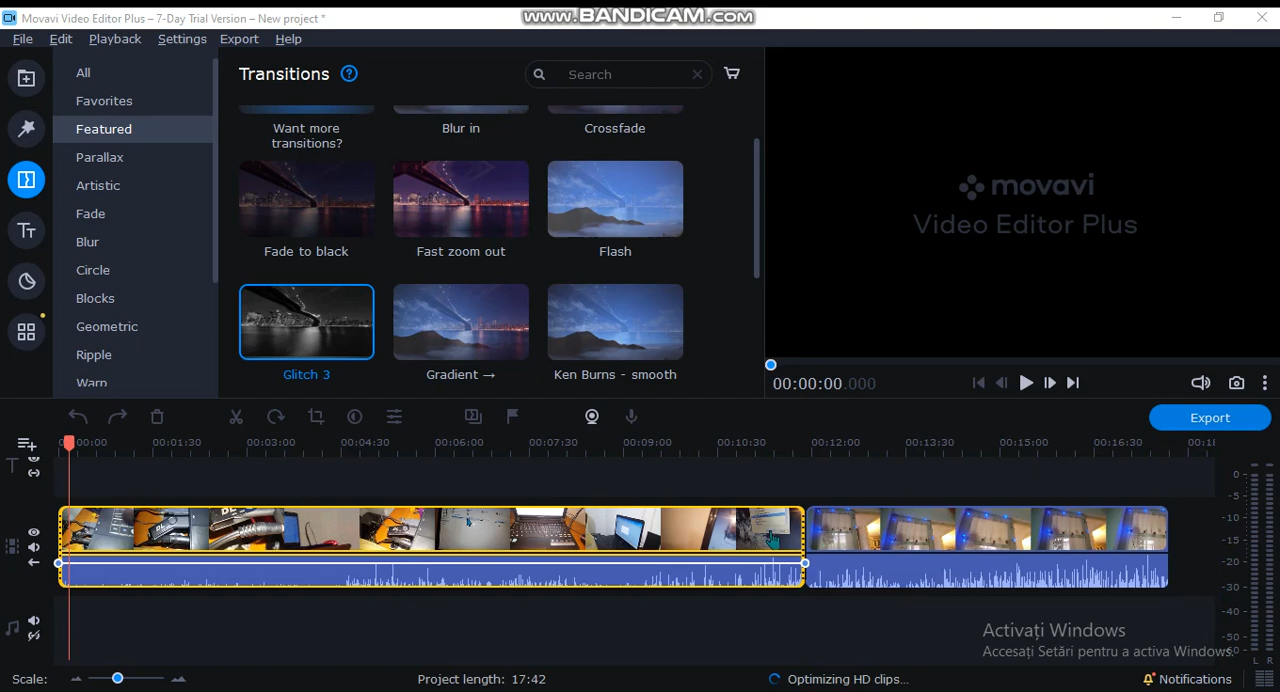 Movavi Video Editor Plus – 7-Day Trial Version – New project *
www.BANDICAM.com
File Edit Playback Settings Export Help
All
Favorites
Featured
Parallax
Artistic
Fade
Blur
Circle
Blocks
Geometric
Ripple
Warp
Transitions ?
Search
Want more
transitions?
Blur in
Crossfade
Fade to black
Fast zoom out
Flash
Glitch 3
Gradient →
Ken Burns - smooth
movavi
Video Editor Plus
00:00:00.000
Export
00:01:30 00:03:00 00:04:30 00:06:00 00:07:30 00:09:00 00:10:30 00:12:00 00:13:30 00:15:00 00:16:30
0
-5
-10
-15
-20
-30
-40
-50
-60
L R
Activați Windows
Accesați Setări pentru a activa Windows.
Scale:
Project length: 17:42
Optimizing HD clips...
Notifications